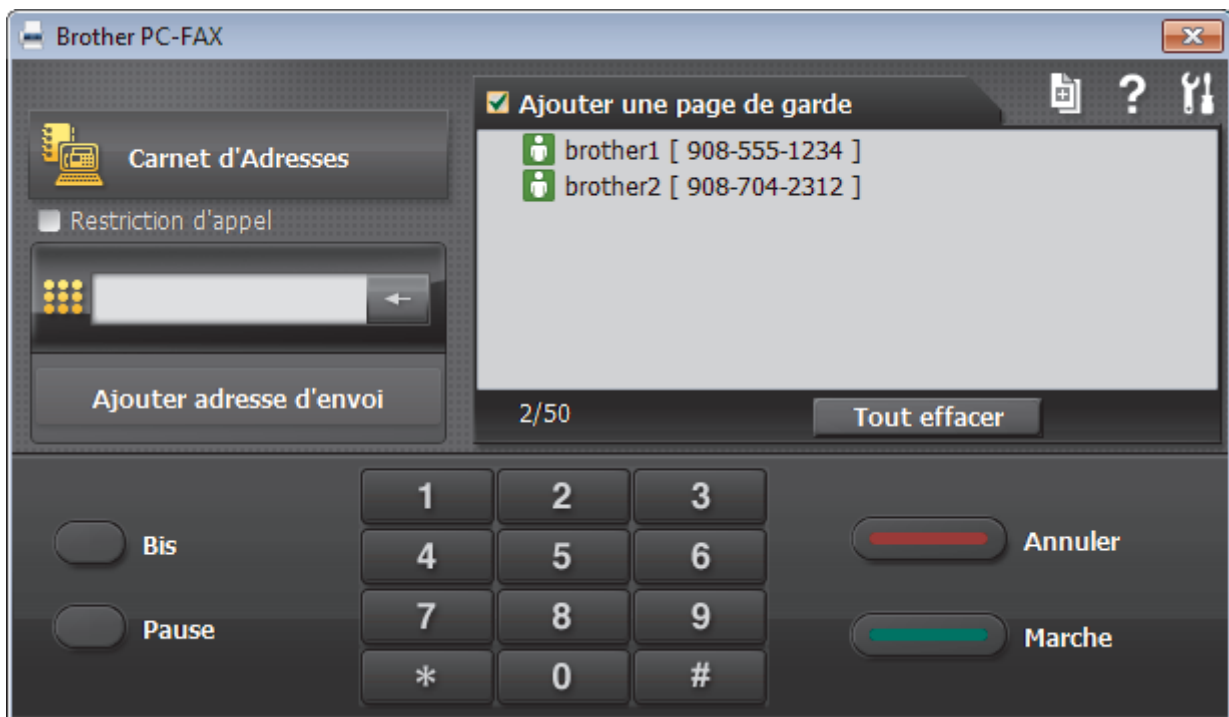 Brother PC-FAX
Carnet d'Adresses
Restriction d'appel
Ajouter adresse d'envoi
Ajouter une page de garde
?
brother1 [ 908-555-1234 ]
brother2 [ 908-704-2312 ]
2/50
Tout effacer
Bis
Pause
1 2 3
4 5 6
7 8 9
* 0 #
Annuler
Marche